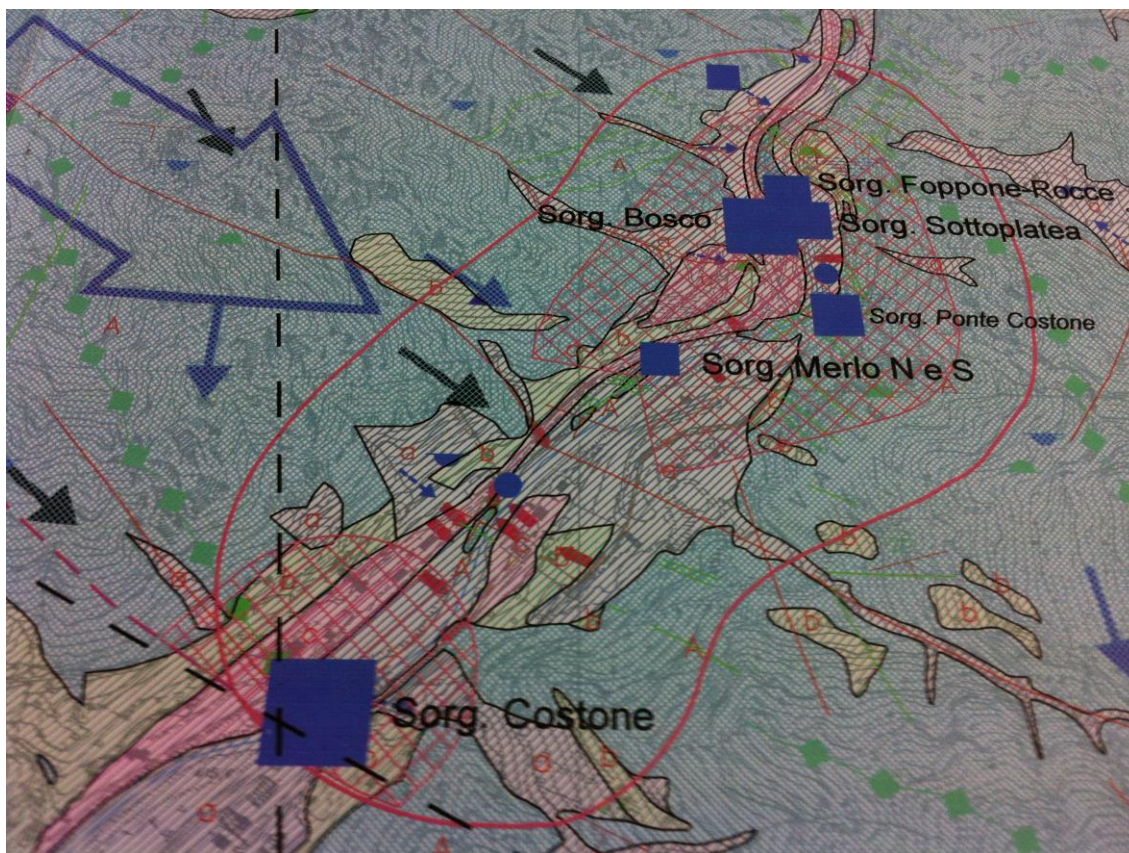 Sorg. Foppone-Rocce
Sorg. Bosco
Sorg. Sottoplatea
Sorg. Ponte Costone
Sorg. Merlo N e S
Sorg. Costone
A
A
A
A
a
b
a
a
b
b
b
b
b
a
b
a